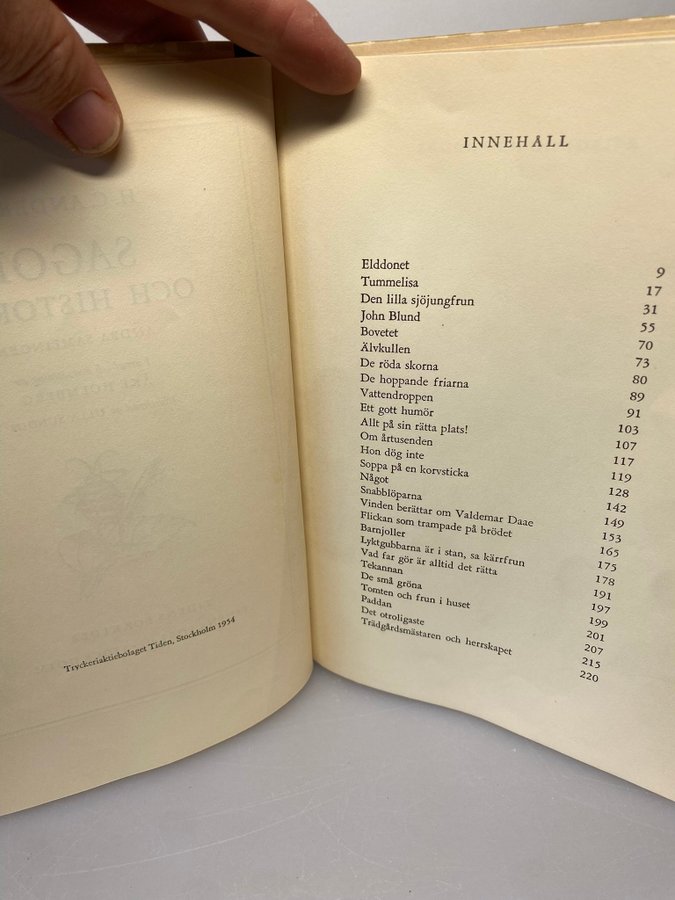 Tryckeriaktiebolaget Tiden, Stockholm 1954
INNEHÅLL
Elddonet 9
Tummelisa 17
Den lilla sjöjungfrun 31
John Blund 55
Bovetet 70
Älvkullen 73
De röda skorna 80
De hoppande friarna 89
Vattendroppen 91
Ett gott humör 103
Allt på sin rätta plats! 107
Om årtusenden 117
Hon dög inte 119
Soppa på en korvsticka 128
Något 142
Snabblöparna 149
Vinden berättar om Valdemar Daae 153
Flickan som trampade på brödet 165
Barnjoller 175
Lyktgubbarna är i stan, sa kärrfrun 178
Vad far gör är alltid det rätta 191
Tekannan 197
De små gröna 199
Tomten och frun i huset 201
Paddan 207
Det otroligaste 215
Trädgårdsmästaren och herrskapet 220